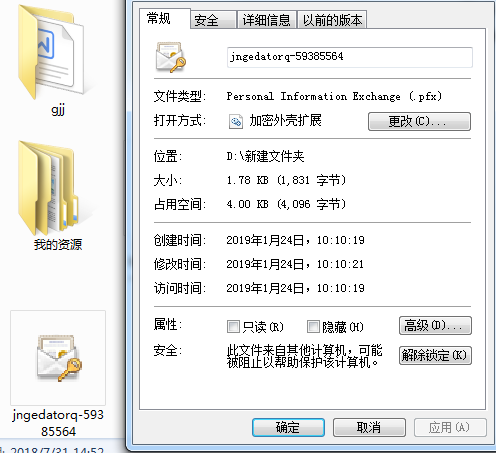 gjj
我的资源
jngedatorq-593
85564
2018/7/31 14:52
常规 安全 详细信息 以前的版本
jngedatorq-59385564
文件类型: Personal Information Exchange (.pfx)
打开方式: 加密外壳扩展 更改(C)...
位置: D:\新建文件夹
大小: 1.78 KB (1,831 字节)
占用空间: 4.00 KB (4,096 字节)
创建时间: 2019年1月24日，10:10:19
修改时间: 2019年1月24日，10:10:21
访问时间: 2019年1月24日，10:10:19
属性: 只读(R) 隐藏(H) 高级(D)...
安全: 此文件来自其他计算机，可能
被阻止以帮助保护该计算机。 解除锁定(K)
确定 取消 应用(A)